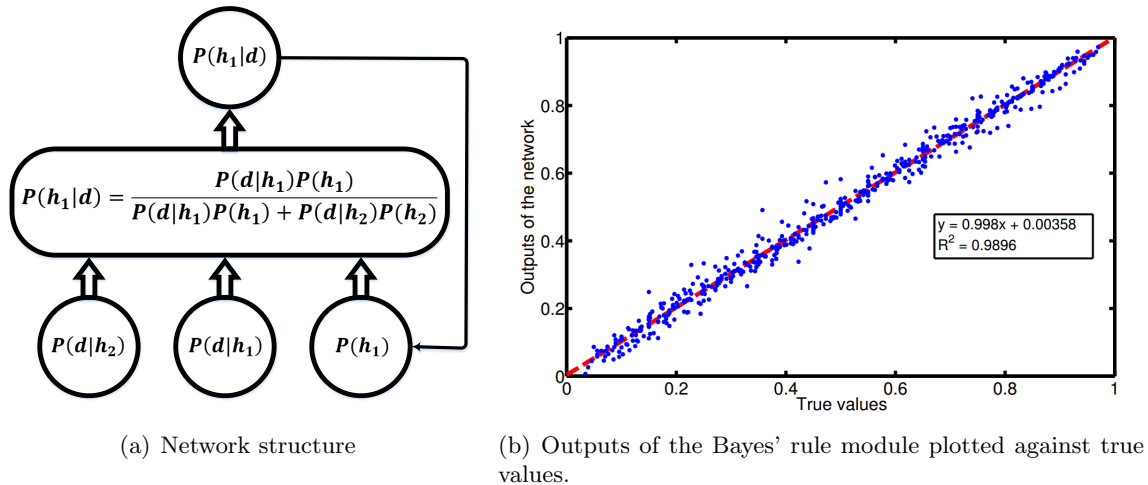 P(h₁|d)
P(h₁|d) = P(d|h₁)P(h₁) / P(d|h₁)P(h₁) + P(d|h₂)P(h₂)
P(d|h₂) P(d|h₁) P(h₁)
(a) Network structure
Outputs of the network
1
0.8
0.6
0.4
0.2
0
0 0.2 0.4 0.6 0.8 1
True values
y = 0.998x + 0.00358
R² = 0.9896
(b) Outputs of the Bayes' rule module plotted against true
values.